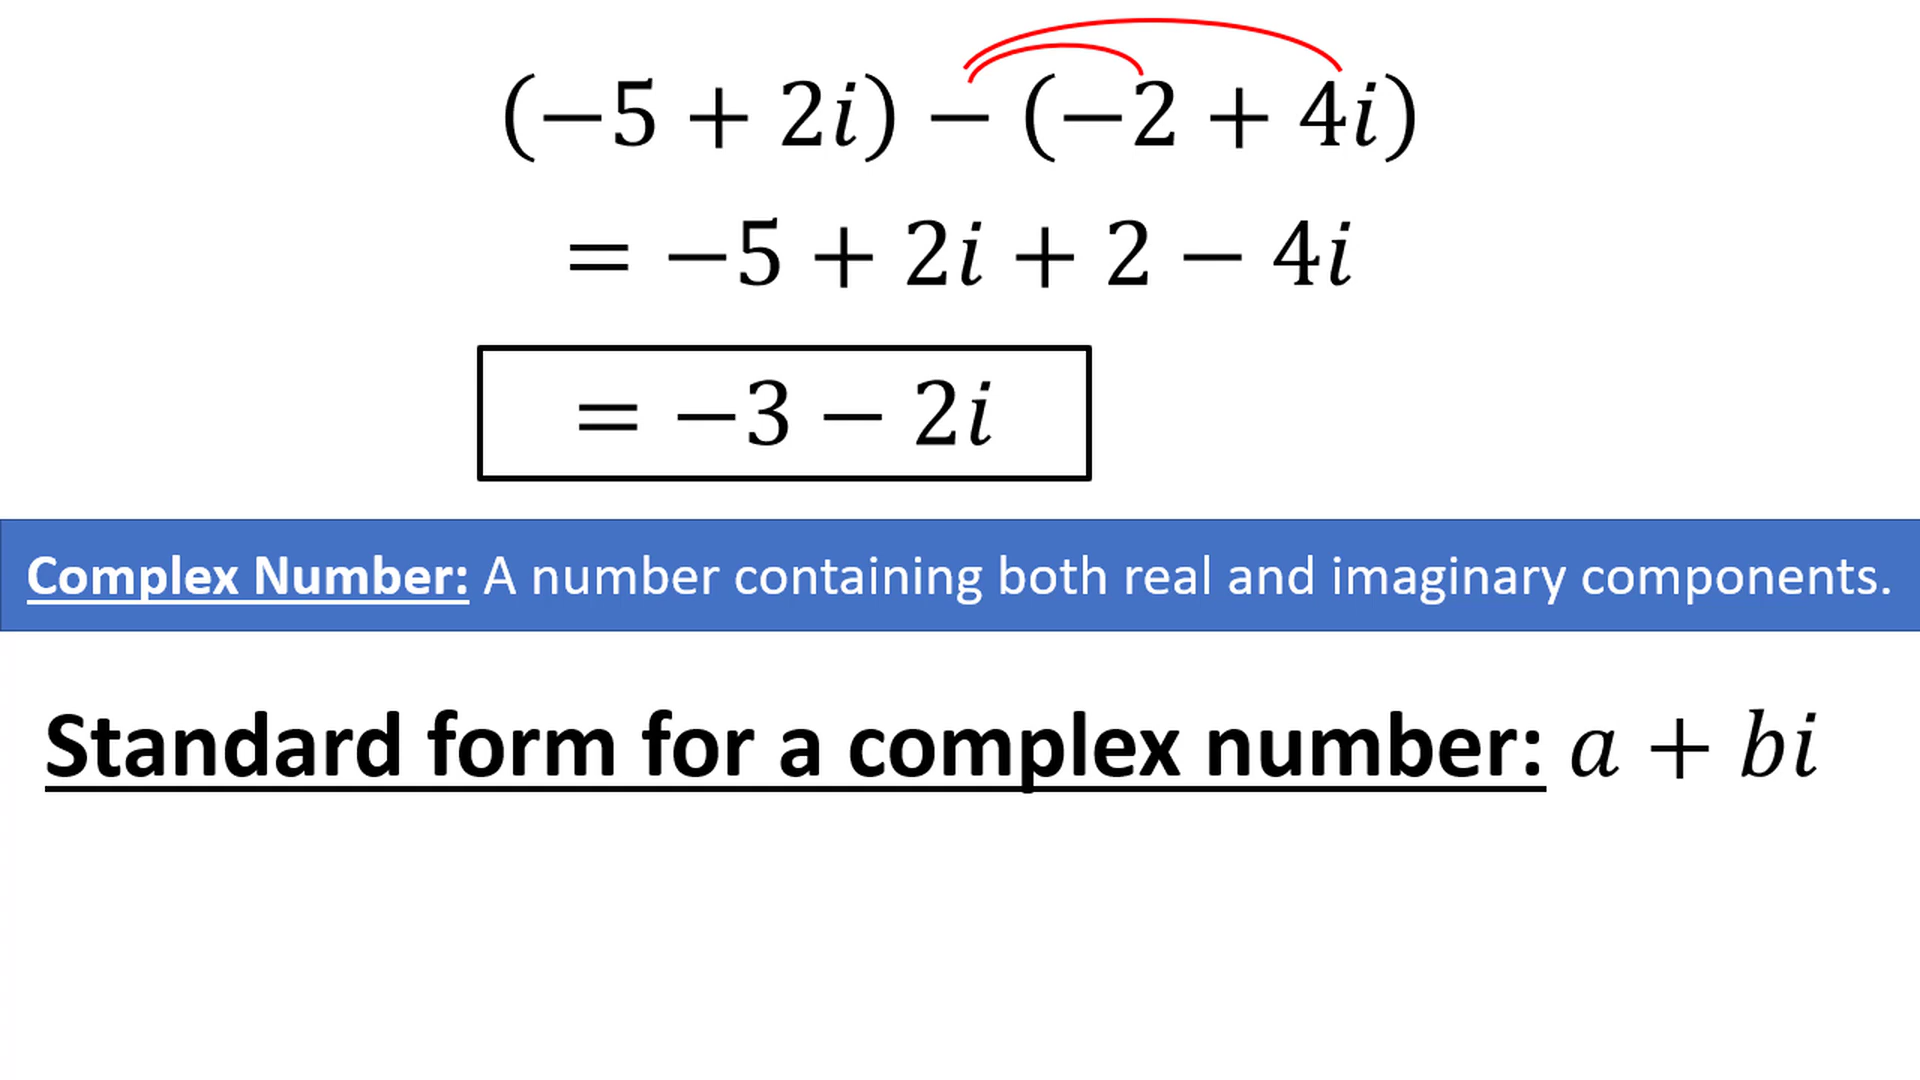 (−5 + 2i) − (−2 + 4i)
= −5 + 2i + 2 − 4i
= −3 − 2i
Complex Number: A number containing both real and imaginary components.
Standard form for a complex number: a + bi